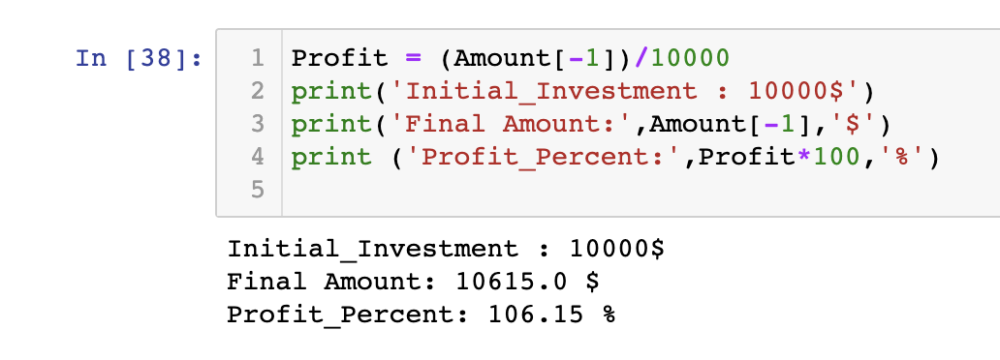 In [38]:
1 Profit = (Amount[-1])/10000
2 print('Initial_Investment : 10000$')
3 print('Final Amount:',Amount[-1],'$')
4 print ('Profit_Percent:',Profit*100,'%')
5
Initial_Investment : 10000$
Final Amount: 10615.0 $
Profit_Percent: 106.15 %